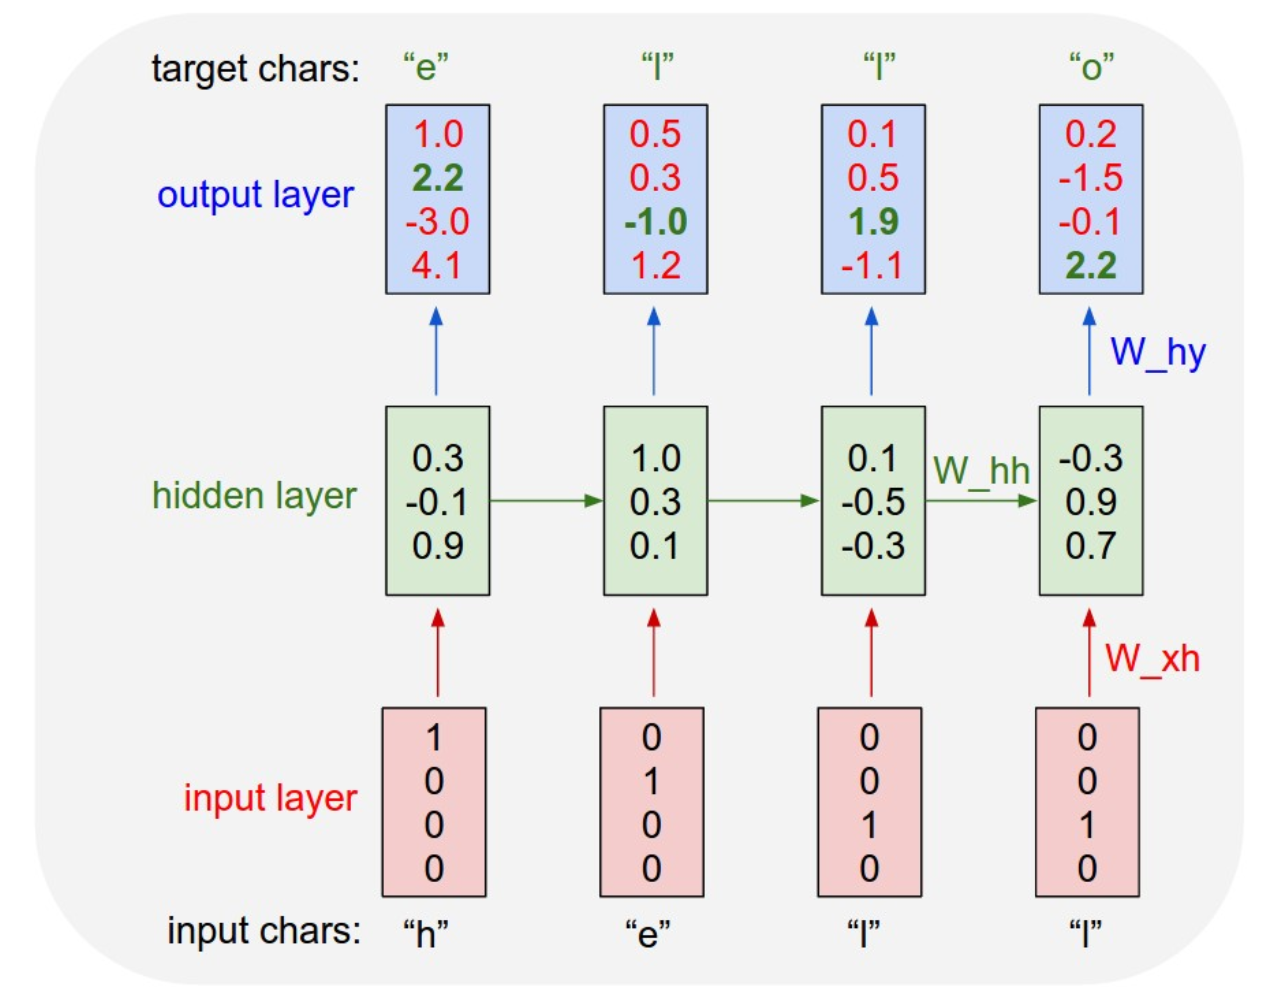 target chars: “e” “l” “l” “o”
output layer
1.0 0.5 0.1 0.2
2.2 0.3 0.5 -1.5
-3.0 -1.0 1.9 -0.1
4.1 1.2 -1.1 2.2
W_hy
hidden layer
0.3 1.0 0.1 -0.3
-0.1 0.3 -0.5 0.9
0.9 0.1 -0.3 0.7
W_hh
W_xh
input layer
1 0 0 0
0 1 0 0
0 0 1 1
0 0 0 0
input chars: “h” “e” “l” “l”